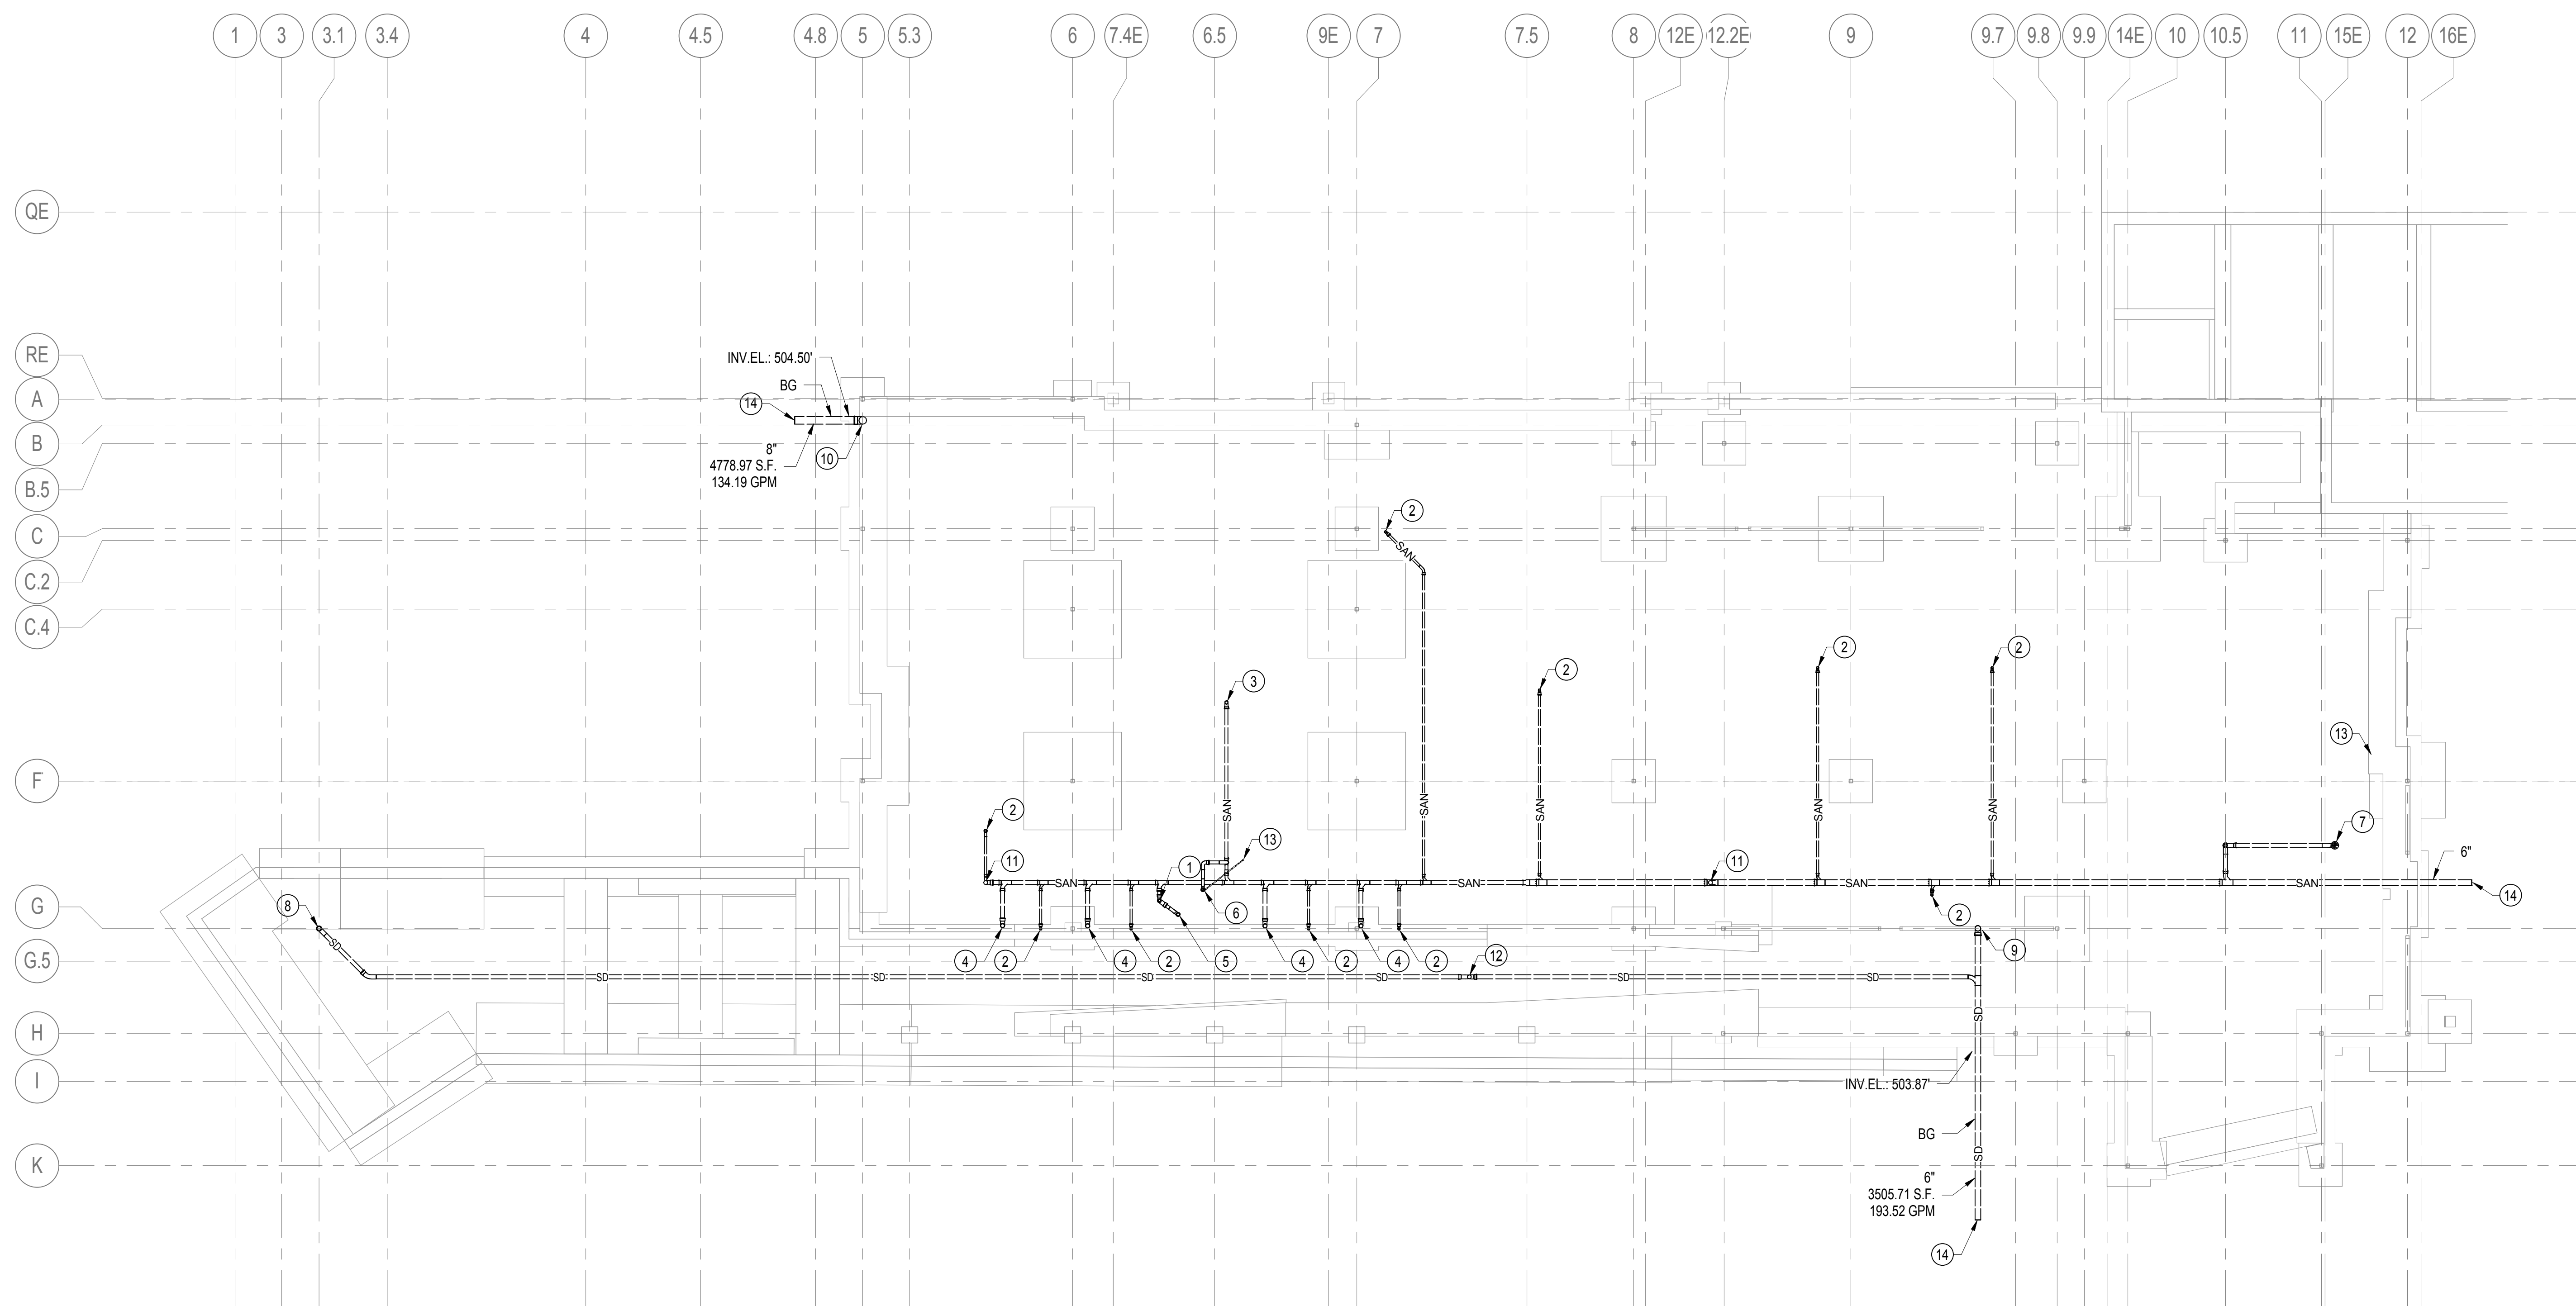 1
3
3.1
3.4
4
4.5
4.8
5
5.3
6
7.4E
6.5
9E
7
7.5
8
12E
12.2E
9
9.7
9.8
9.9
14E
10
10.5
11
15E
12
16E
QE
RE
A
B
B.5
C
C.2
C.4
F
G
G.5
H
I
K
INV.EL.: 504.50'
BG
14
8"
4778.97 S.F.
134.19 GPM
10
2
SAN
2
2
2
3
13
SAN
SAN
SAN
SAN
SAN
2
13
7
11
1
11
6"
SAN
SAN
SAN
SAN
14
8
6
2
SD
9
4
2
4
2
5
4
2
4
2
12
SD
SD
SD
SD
SD
SD
SD
INV.EL.: 503.87'
BG
SD
6"
3505.71 S.F.
193.52 GPM
14